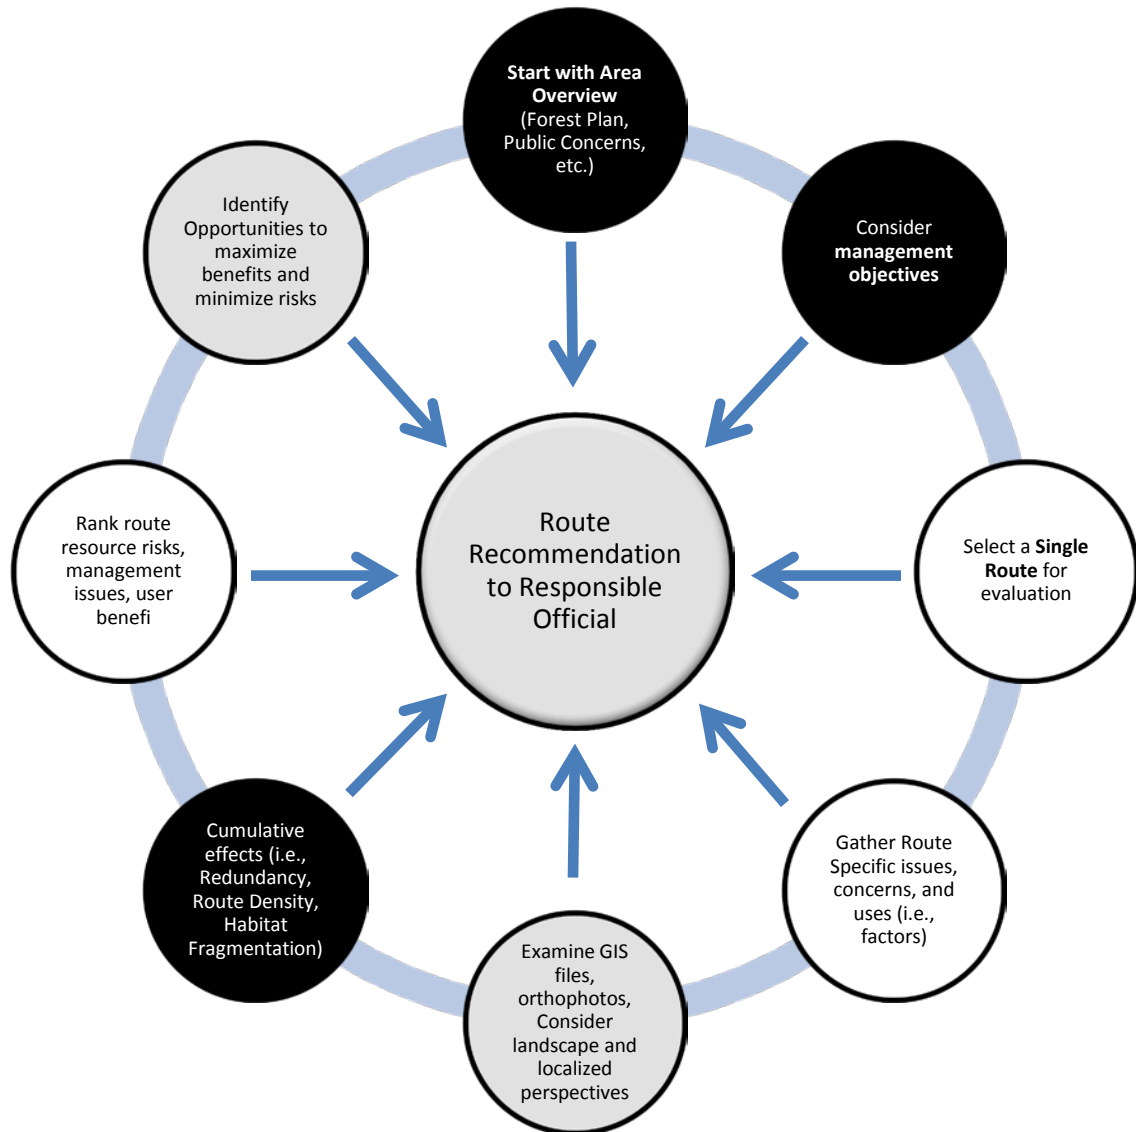 Start with Area
Overview
(Forest Plan,
Public Concerns,
etc.)
Consider
management
objectives
Select a Single
Route for
evaluation
Gather Route
Specific issues,
concerns, and
uses (i.e.,
factors)
Examine GIS
files,
orthophotos,
Consider
landscape and
localized
perspectives
Cumulative
effects (i.e.,
Redundancy,
Route Density,
Habitat
Fragmentation)
Rank route
resource risks,
management
issues, user
benefi
Identify
Opportunities to
maximize
benefits and
minimize risks
Route
Recommendation
to Responsible
Official